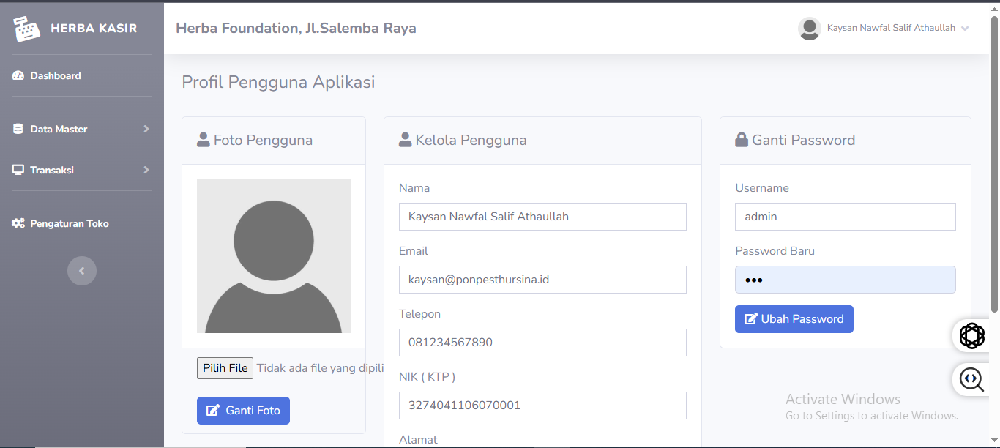 HERBA KASIR
Dashboard
Data Master
Transaksi
Pengaturan Toko
Herba Foundation, Jl.Salemba Raya
Kaysan Nawfal Salif Athaullah
Profil Pengguna Aplikasi
Foto Pengguna
Pilih File Tidak ada file yang dipili
Ganti Foto
Kelola Pengguna
Nama
Kaysan Nawfal Salif Athaullah
Email
kaysan@ponpesthursina.id
Telepon
081234567890
NIK ( KTP )
3274041106070001
Alamat
Ganti Password
Username
admin
Password Baru
•••
Ubah Password
Activate Windows
Go to Settings to activate Windows.